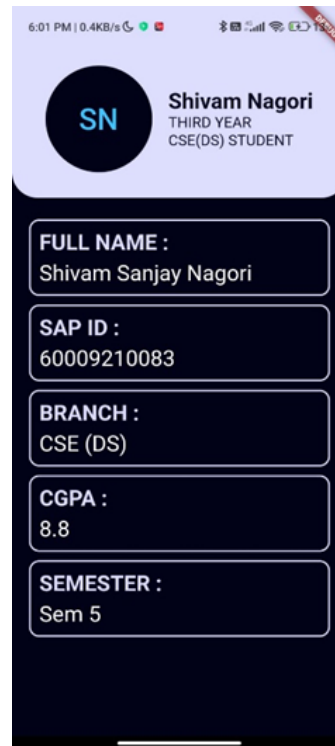 6:01 PM | 0.4KB/s
SN
Shivam Nagori
THIRD YEAR
CSE(DS) STUDENT
FULL NAME :
Shivam Sanjay Nagori
SAP ID :
60009210083
BRANCH :
CSE (DS)
CGPA :
8.8
SEMESTER :
Sem 5